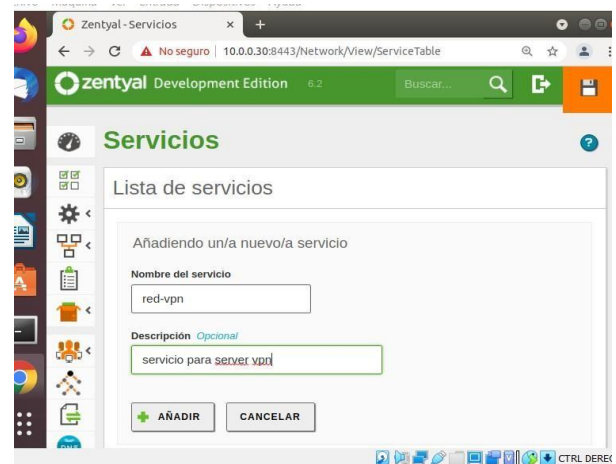 Zentyal - Servicios
No seguro
10.0.0.30:8443/Network/View/ServiceTable
zentyal Development Edition 6.2
Buscar...
Servicios
Lista de servicios
Añadiendo un/a nuevo/a servicio
Nombre del servicio
red-vpn
Descripción Opcional
servicio para server vpn
AÑADIR
CANCELAR